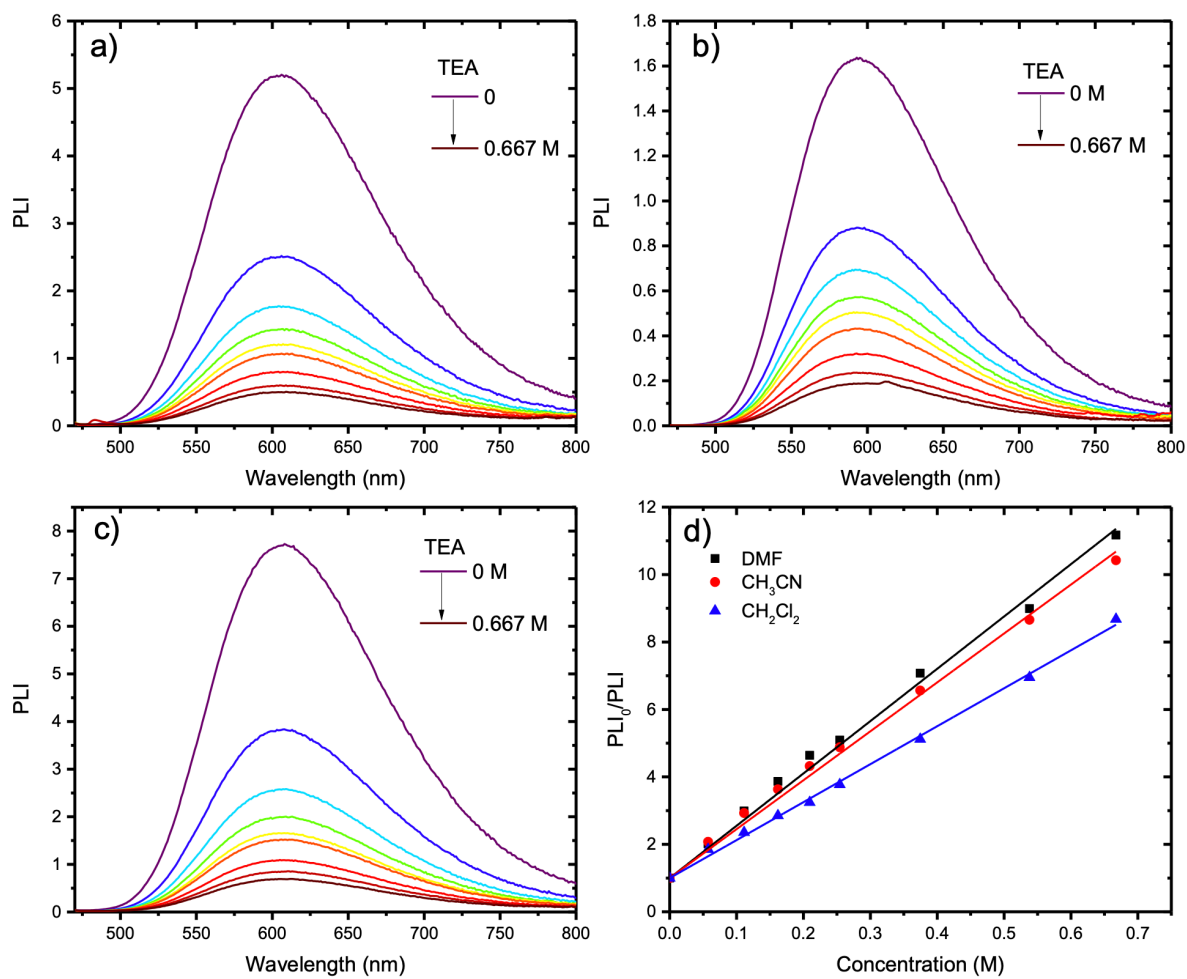 a)
TEA
0
0.667 M
6
5
4
3
2
1
0
PLI
500
550
600
650
700
750
800
Wavelength (nm)
b)
TEA
0 M
0.667 M
1.8
1.6
1.4
1.2
1.0
0.8
0.6
0.4
0.2
0.0
PLI
500
550
600
650
700
750
800
Wavelength (nm)
c)
TEA
0 M
0.667 M
8
7
6
5
4
3
2
1
0
PLI
500
550
600
650
700
750
800
Wavelength (nm)
d)
DMF
CH₃CN
CH₂Cl₂
12
10
8
6
4
2
0
PLI₀/PLI
0.0
0.1
0.2
0.3
0.4
0.5
0.6
0.7
Concentration (M)